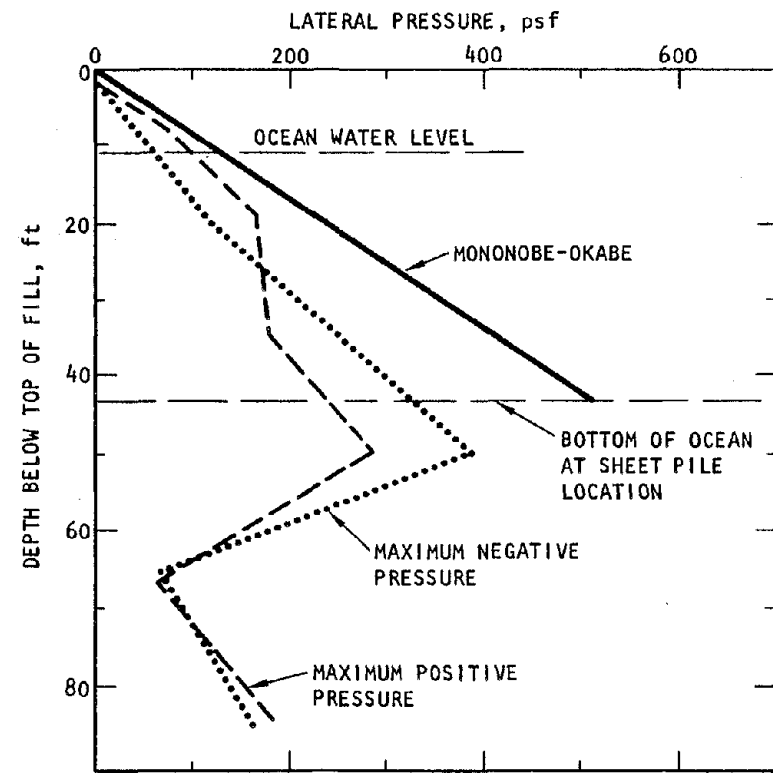 LATERAL PRESSURE, psf
0 200 400 600
0
OCEAN WATER LEVEL
20
MONONOBE-OKABE
DEPTH BELOW TOP OF FILL, ft
40
BOTTOM OF OCEAN
AT SHEET PILE
LOCATION
60
MAXIMUM NEGATIVE
PRESSURE
MAXIMUM POSITIVE
PRESSURE
80